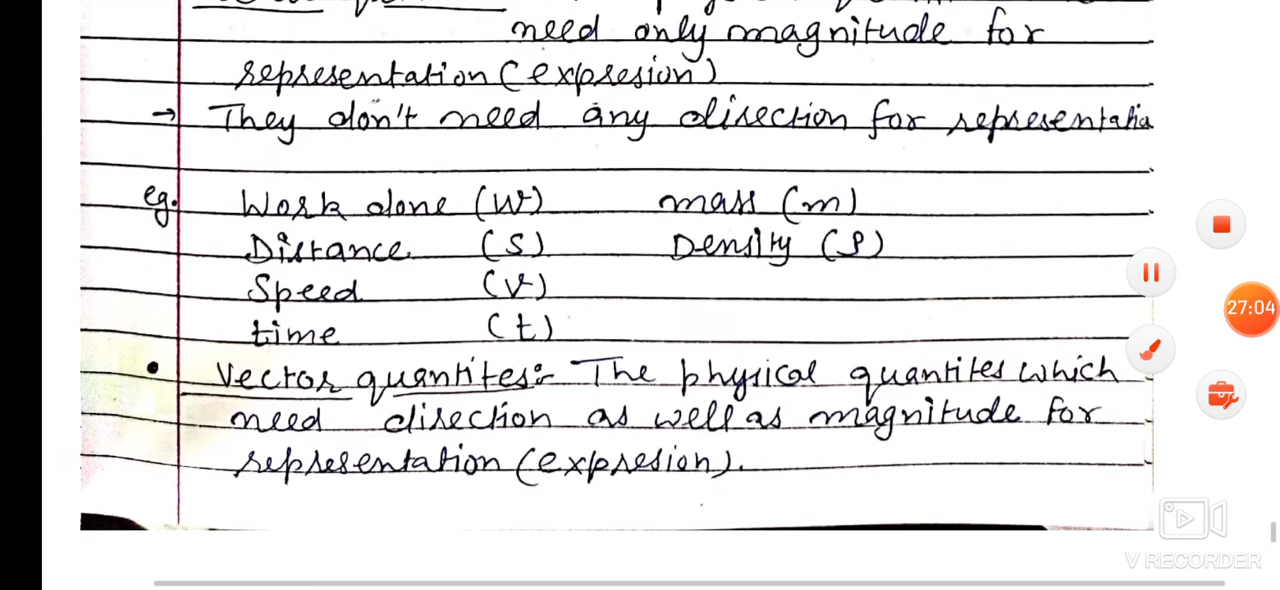 need only magnitude for
representation (expresion)
→ They don't need any direction for representatio
eg. Work done (W) mass (m)
Distance (S) Density (ρ)
Speed (v)
time (t)
• Vector quantites:- The physical quantites which
need direction as well as magnitude for
representation (expresion).
27:04
V RECORDER